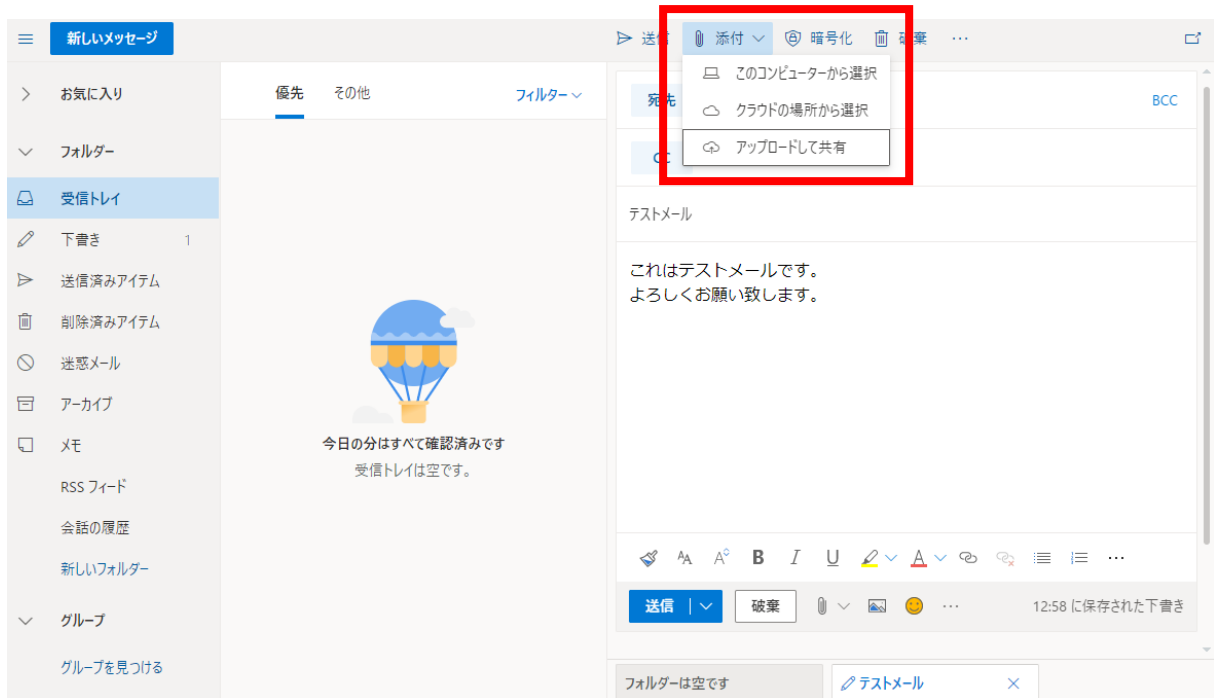 新しいメッセージ
送信
添付
暗号化
破棄
…
このコンピューターから選択
クラウドの場所から選択
アップロードして共有
お気に入り
フォルダー
受信トレイ
下書き 1
送信済みアイテム
削除済みアイテム
迷惑メール
アーカイブ
メモ
RSS フィード
会話の履歴
新しいフォルダー
グループ
グループを見つける
優先 その他 フィルター
今日の分はすべて確認済みです
受信トレイは空です。
宛先 BCC
CC
テストメール
これはテストメールです。
よろしくお願い致します。
B I U A …
送信 破棄 … 12:58 に保存された下書き
フォルダーは空です テストメール